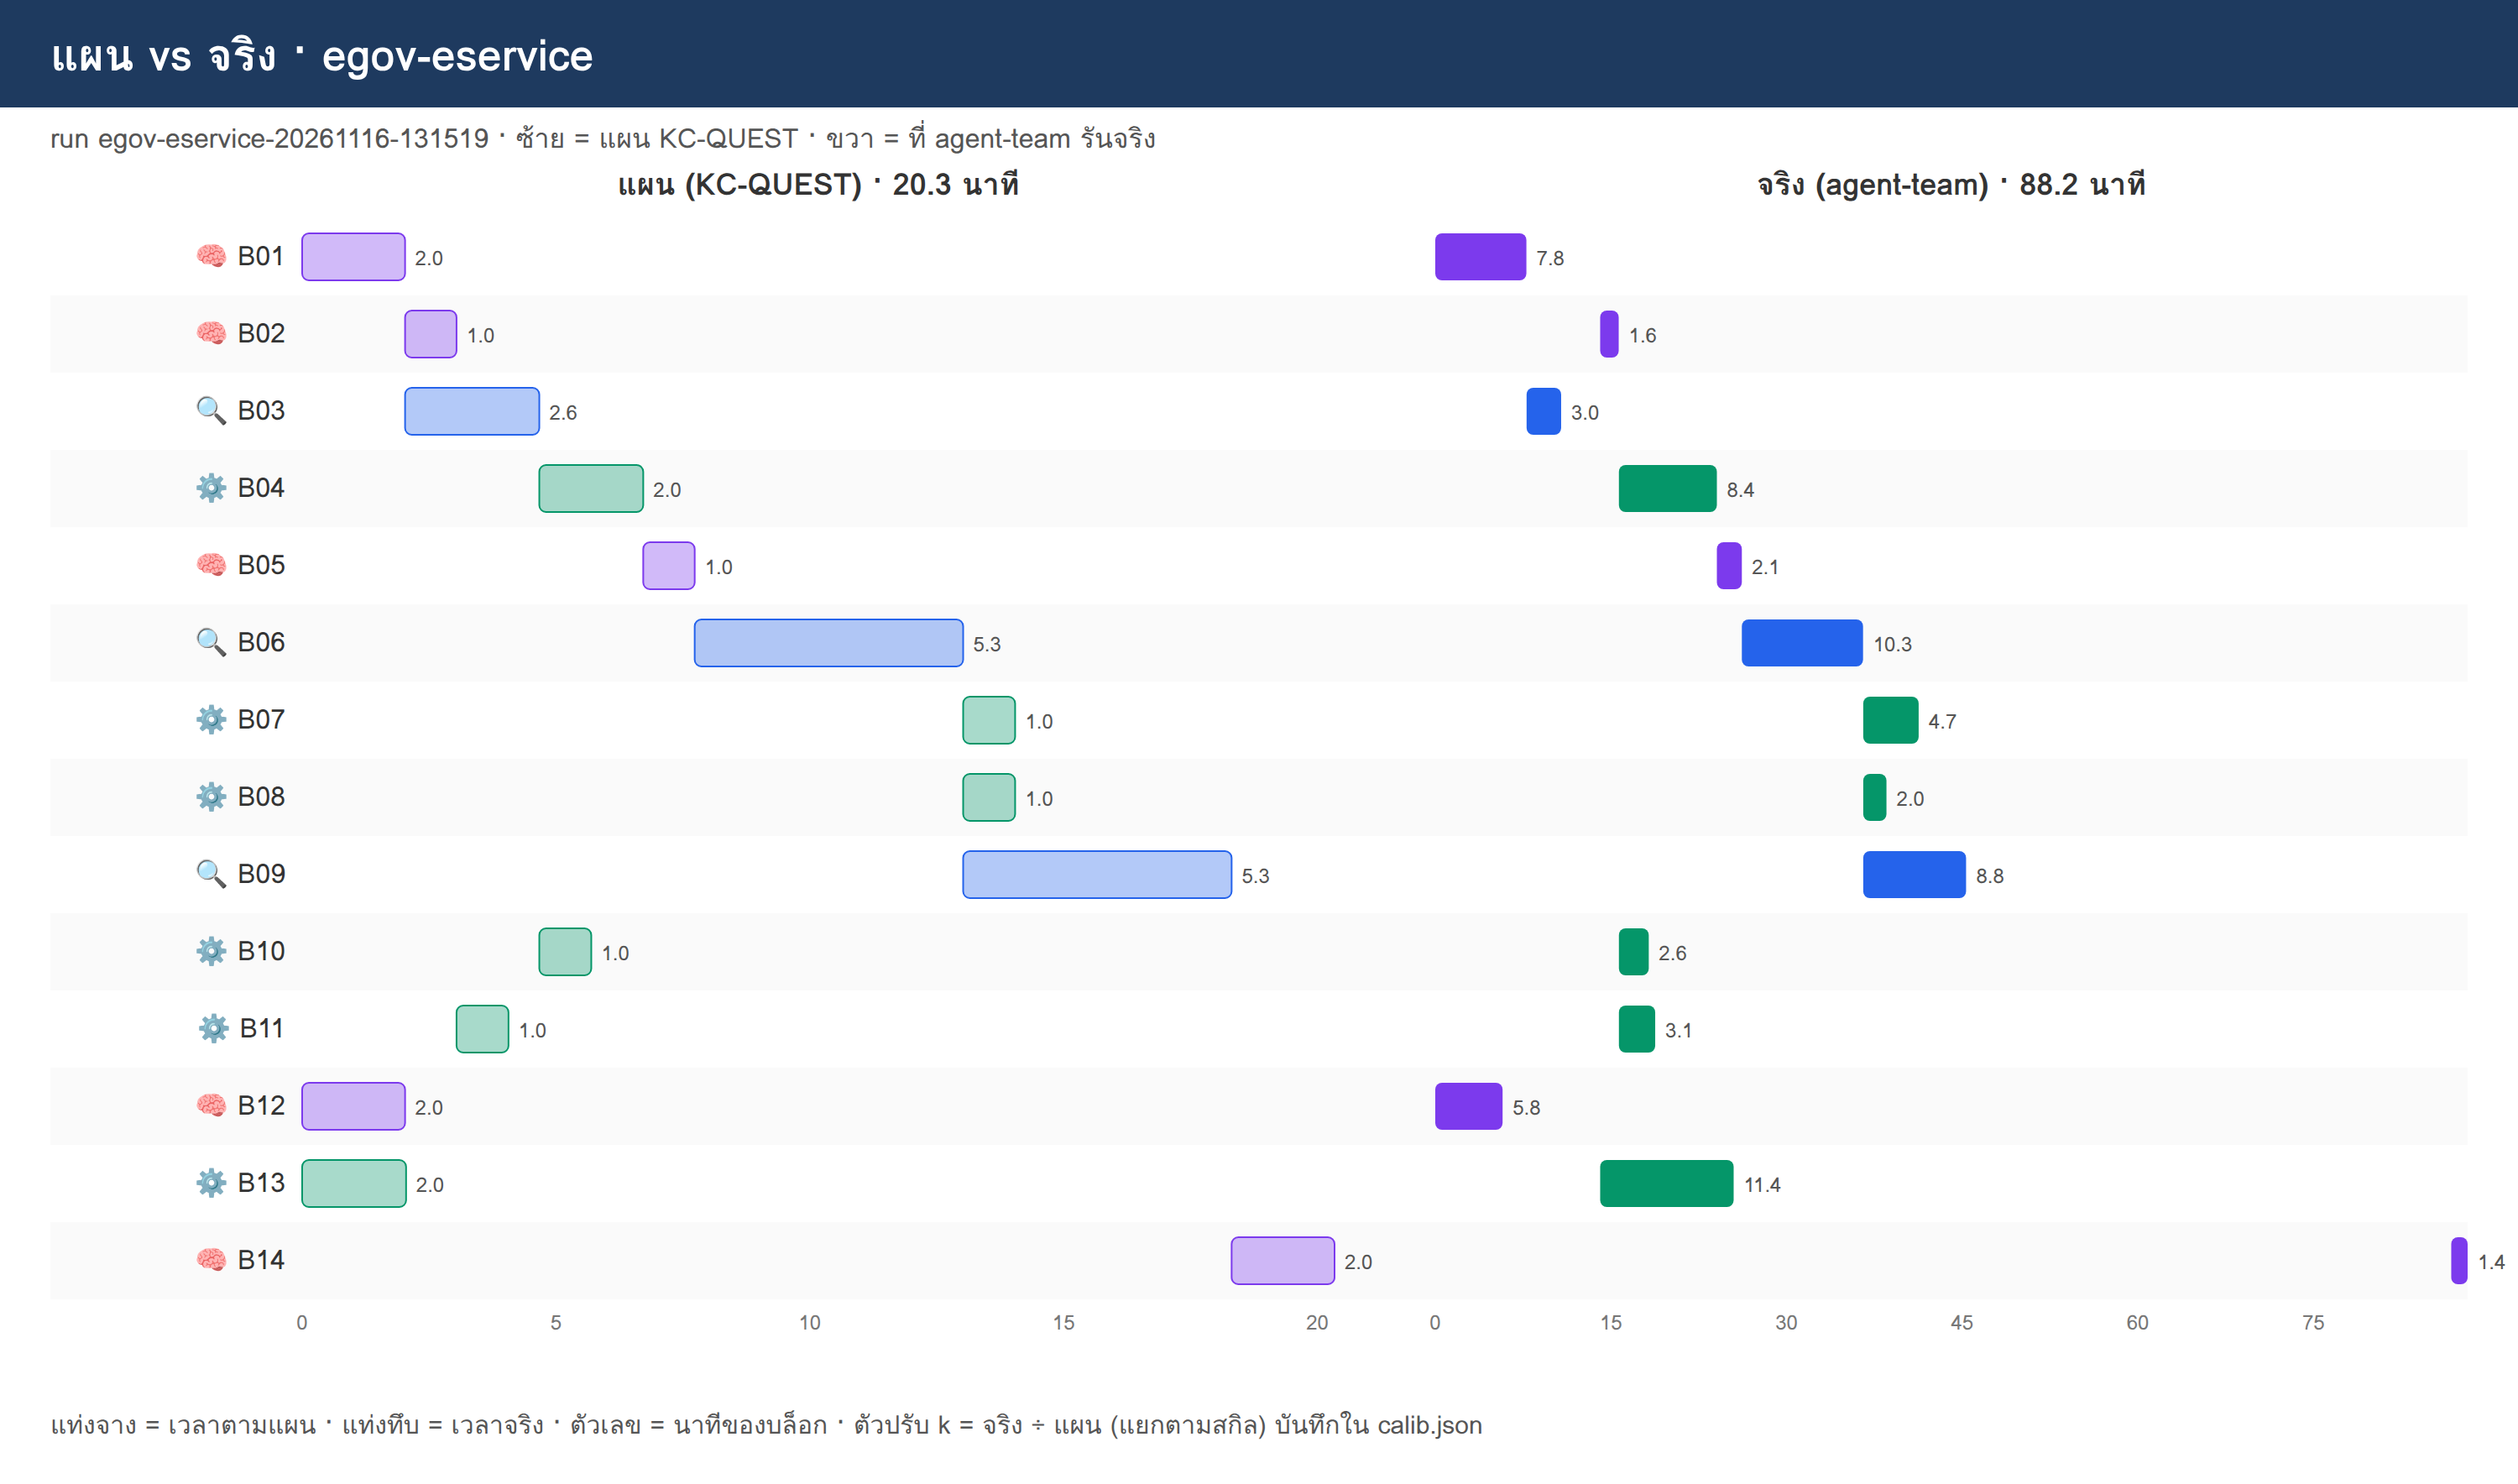 แผน vs จริง · egov-eservice
run egov-eservice-20261116-131519 · ซ้าย = แผน KC-QUEST · ขวา = ที่ agent-team รันจริง
แผน (KC-QUEST) · 20.3 นาที
จริง (agent-team) · 88.2 นาที
B01 2.0 7.8
B02 1.0 1.6
B03 2.6 3.0
B04 2.0 8.4
B05 1.0 2.1
B06 5.3 10.3
B07 1.0 4.7
B08 1.0 2.0
B09 5.3 8.8
B10 1.0 2.6
B11 1.0 3.1
B12 2.0 5.8
B13 2.0 11.4
B14 2.0 1.4
0 5 10 15 20 0 15 30 45 60 75
แท่งจาง = เวลาตามแผน · แท่งทึบ = เวลาจริง · ตัวเลข = นาทีของบล็อก · ตัวปรับ k = จริง ÷ แผน (แยกตามสกิล) บันทึกใน calib.json